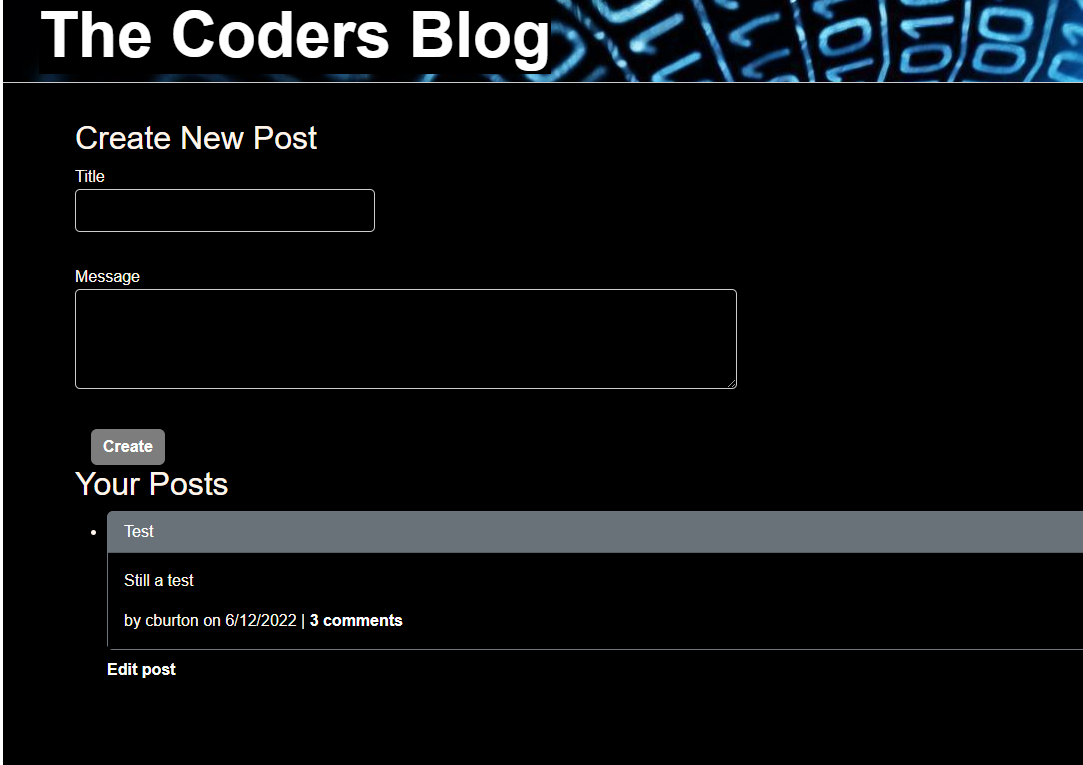 The Coders Blog
Create New Post
Title
Message
Create
Your Posts
Test
Still a test
by cburton on 6/12/2022 | 3 comments
Edit post